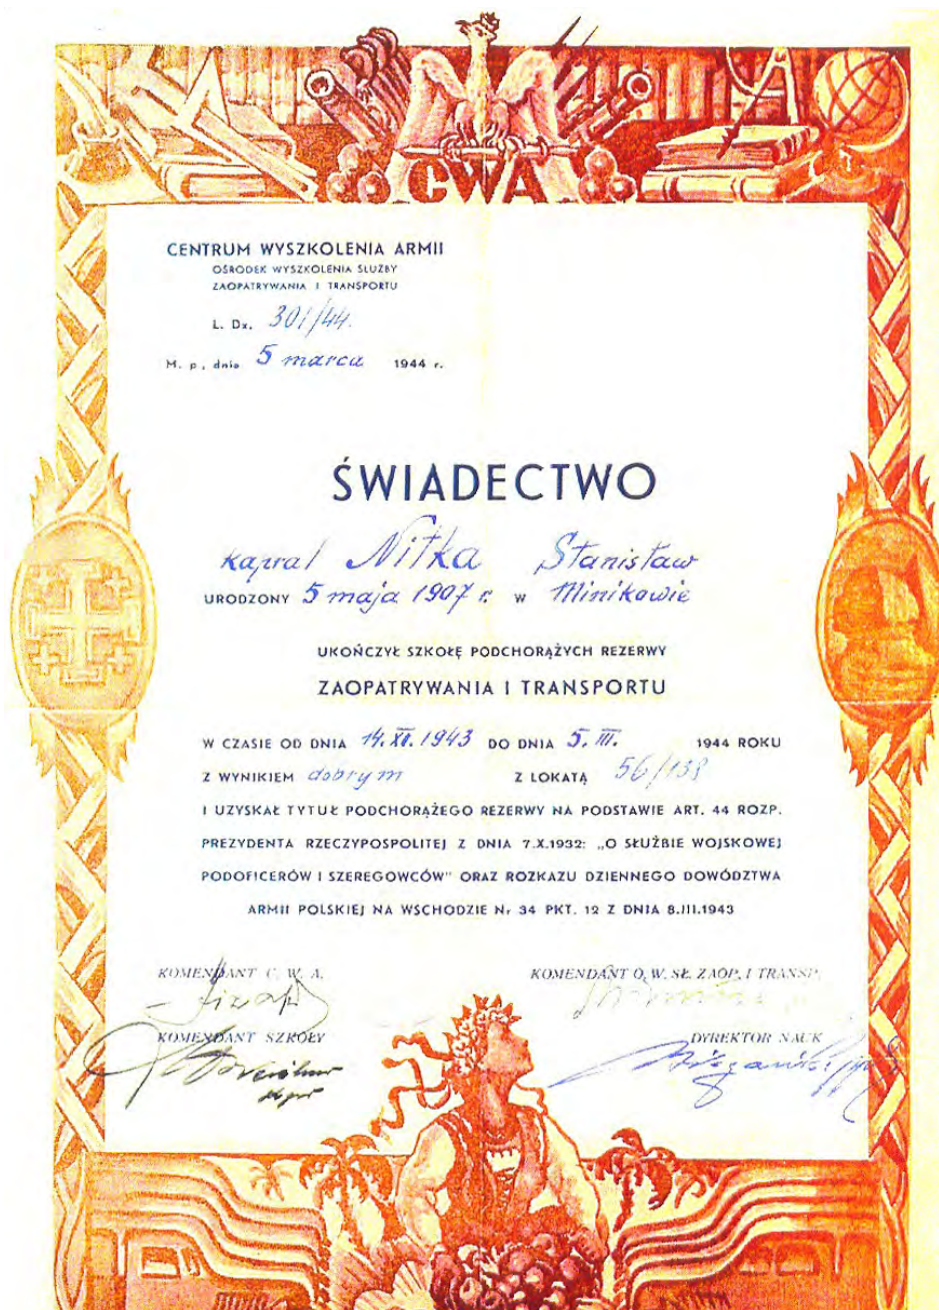 CWA
CENTRUM WYSZKOLENIA ARMII
OŚRODEK WYSZKOLENIA SŁUŻBY
ZAOPATRYWANIA I TRANSPORTU
L. Dz. 301/44.
M. p., dnia 5 marca 1944 r.
ŚWIADECTWO
kapral Nitka Stanisław
URODZONY 5 maja 1907 r. w Minikowie
UKOŃCZYŁ SZKOŁĘ PODCHORĄŻYCH REZERWY
ZAOPATRYWANIA I TRANSPORTU
W CZASIE OD DNIA 14.XI.1943 DO DNIA 5.III. 1944 ROKU
Z WYNIKIEM dobrym Z LOKATĄ 56/138
I UZYSKAŁ TYTUŁ PODCHORĄŻEGO REZERWY NA PODSTAWIE ART. 44 ROZP.
PREZYDENTA RZECZYPOSPOLITEJ Z DNIA 7.X.1932: „O SŁUŻBIE WOJSKOWEJ
PODOFICERÓW I SZEREGOWCÓW" ORAZ ROZKAZU DZIENNEGO DOWÓDZTWA
ARMII POLSKIEJ NA WSCHODZIE Nr 34 PKT. 12 Z DNIA 8.III.1943
KOMENDANT C. W. A. KOMENDANT O. W. SŁ. ZAOP. I TRANSP.
KOMENDANT SZKOŁY DYREKTOR NAUK